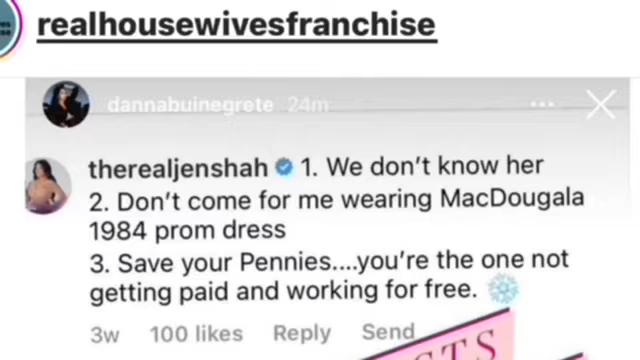 realhousewivesfranchise
dannabuinegrete 24m ...
therealjenshah 1. We don't know her
2. Don't come for me wearing MacDougala
1984 prom dress
3. Save your Pennies....you're the one not
getting paid and working for free.
3w 100 likes Reply Send
STS